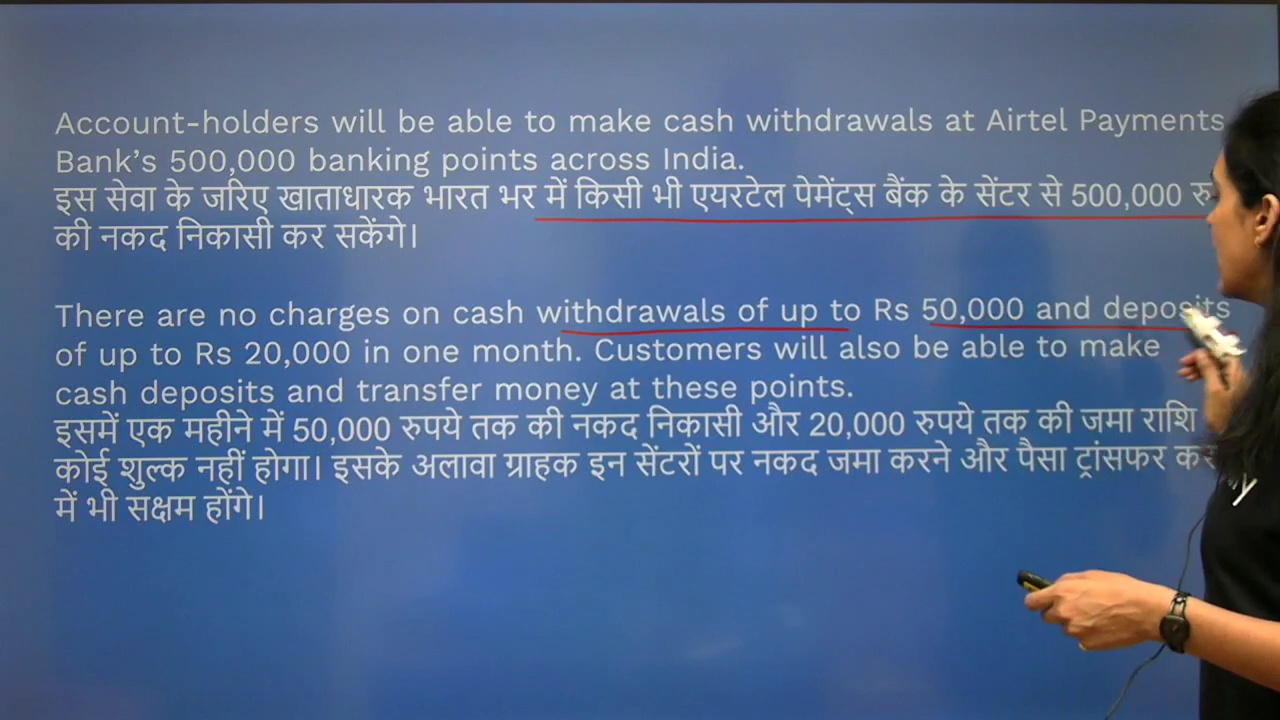 Account-holders will be able to make cash withdrawals at Airtel Payments
Bank’s 500,000 banking points across India.
इस सेवा के जरिए खाताधारक भारत भर में किसी भी एयरटेल पेमेंट्स बैंक के सेंटर से 500,000
की नकद निकासी कर सकेंगे।
There are no charges on cash withdrawals of up to Rs 50,000 and deposits
of up to Rs 20,000 in one month. Customers will also be able to make
cash deposits and transfer money at these points.
इसमें एक महीने में 50,000 रुपये तक की नकद निकासी और 20,000 रुपये तक की जमा राशि
कोई शुल्क नहीं होगा। इसके अलावा ग्राहक इन सेंटरों पर नकद जमा करने और पैसा ट्रांसफर
में भी सक्षम होंगे।